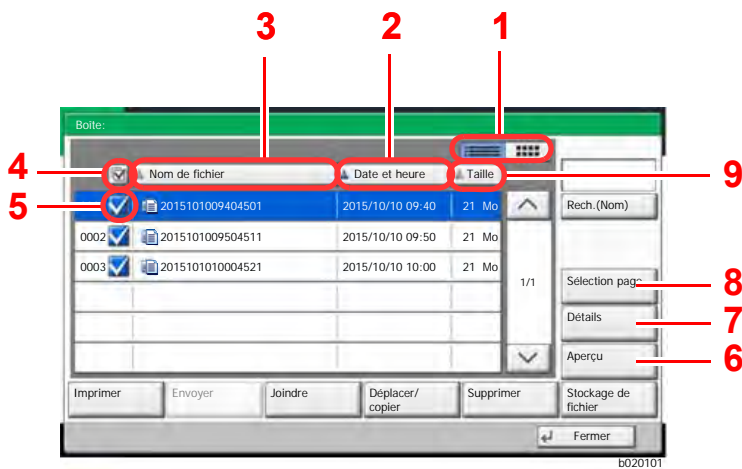 3 2 1
Boîte:
4 Nom de fichier Date et heure Taille 9
5 2015101009404501 2015/10/10 09:40 21 Mo Rech.(Nom)
0002 2015101009504511 2015/10/10 09:50 21 Mo
0003 2015101010004521 2015/10/10 10:00 21 Mo
1/1 Sélection page 8
Détails 7
Aperçu 6
Imprimer Envoyer Joindre Déplacer/ Supprimer Stockage de
copier fichier
Fermer
b020101